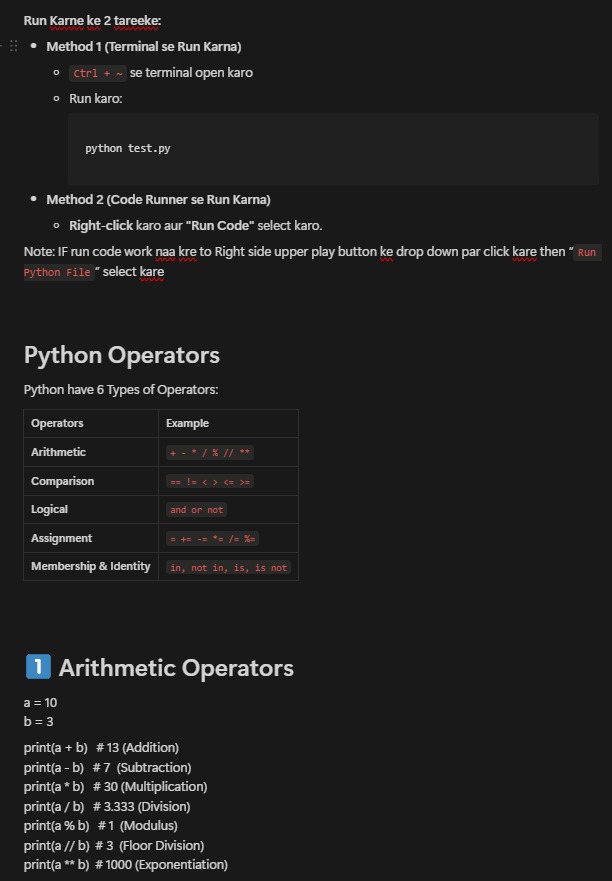 Run Karne ke 2 tareeke:
Method 1 (Terminal se Run Karna)
Ctrl + ~ se terminal open karo
Run karo:
python test.py
Method 2 (Code Runner se Run Karna)
Right-click karo aur "Run Code" select karo.
Note: IF run code work naa kre to Right side upper play button ke drop down par click kare then “ Run
Python File ” select kare
Python Operators
Python have 6 Types of Operators:
Operators Example
Arithmetic + - * / % // **
Comparison == != < > <= >=
Logical and or not
Assignment = += -= *= /= %=
Membership & Identity in, not in, is, is not
1 Arithmetic Operators
a = 10
b = 3
print(a + b) # 13 (Addition)
print(a - b) # 7 (Subtraction)
print(a * b) # 30 (Multiplication)
print(a / b) # 3.333 (Division)
print(a % b) # 1 (Modulus)
print(a // b) # 3 (Floor Division)
print(a ** b) # 1000 (Exponentiation)